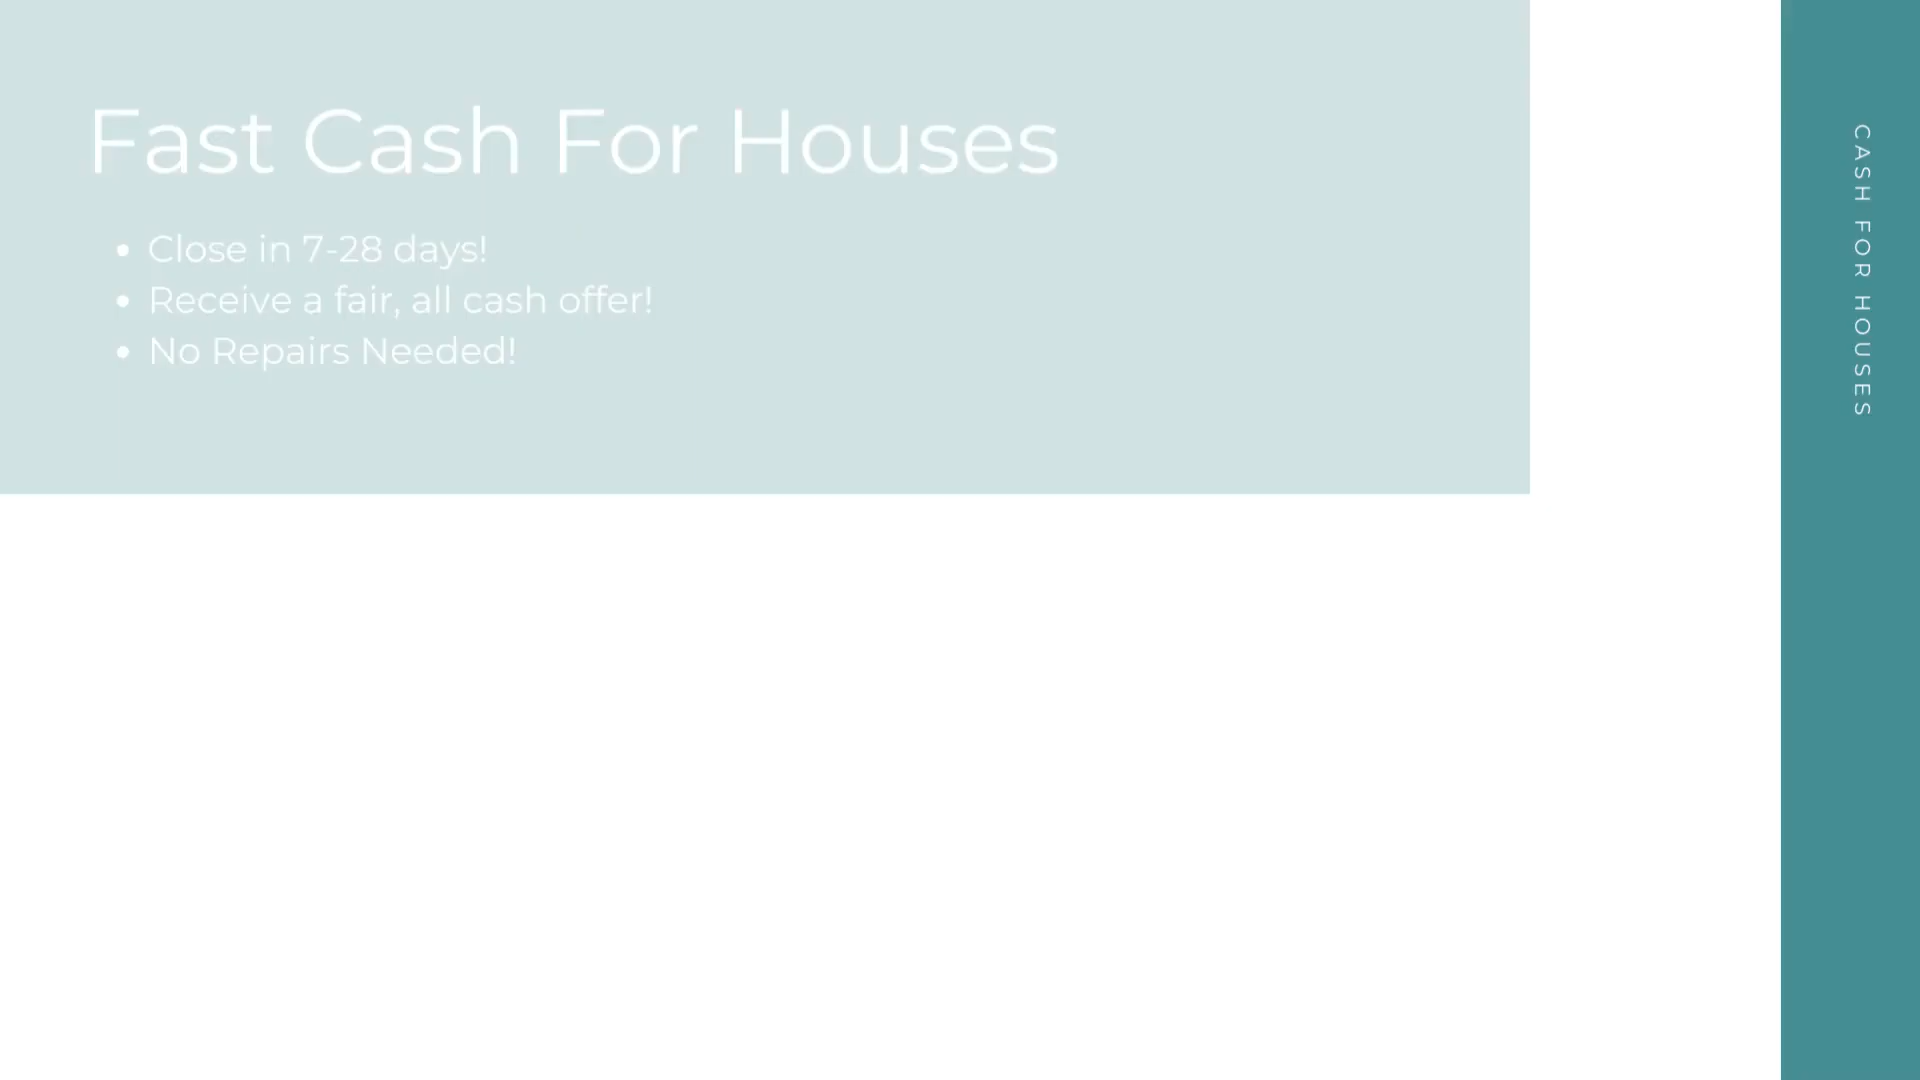 Fast Cash For Houses
• Close in 7-28 days!
• Receive a fair, all cash offer!
• No Repairs Needed!
CASH FOR HOUSES